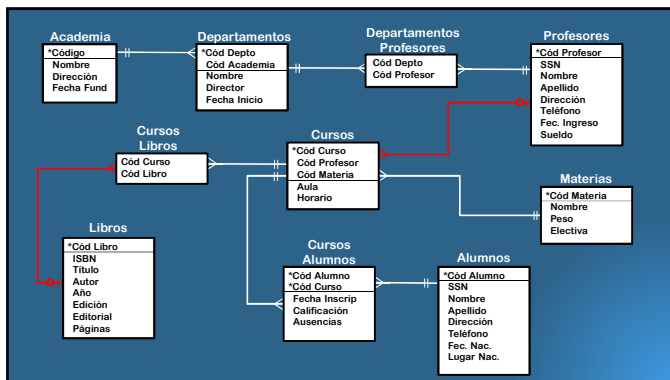 Academia
*Código
Nombre
Dirección
Fecha Fund
Departamentos
*Cód Depto
Cód Academia
Nombre
Director
Fecha Inicio
Departamentos
Profesores
Cód Depto
Cód Profesor
Profesores
*Cód Profesor
SSN
Nombre
Apellido
Dirección
Teléfono
Fec. Ingreso
Sueldo
Cursos
Libros
Cód Curso
Cód Libro
Cursos
*Cód Curso
Cód Profesor
Cód Materia
Aula
Horario
Materias
*Cód Materia
Nombre
Peso
Electiva
Libros
*Cód Libro
ISBN
Título
Autor
Año
Edición
Editorial
Páginas
Cursos
Alumnos
*Cód Alumno
*Cód Curso
Fecha Inscrip
Calificación
Ausencias
Alumnos
*Cód Alumno
SSN
Nombre
Apellido
Dirección
Teléfono
Fec. Nac.
Lugar Nac.